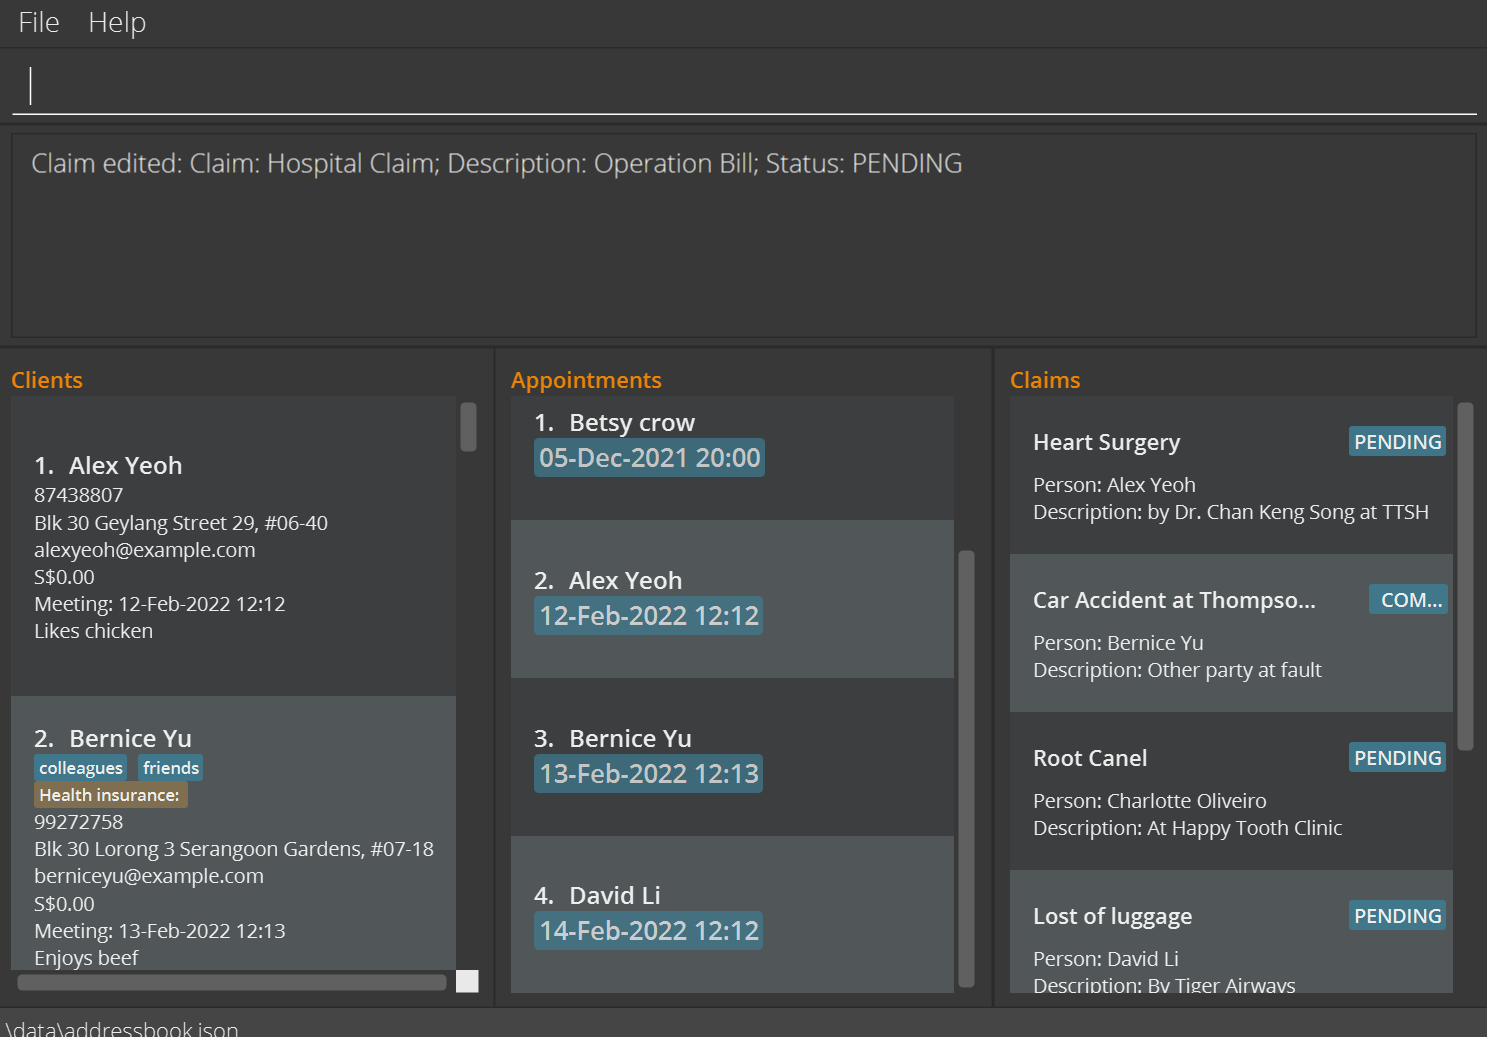 File Help
Claim edited: Claim: Hospital Claim; Description: Operation Bill; Status: PENDING
Clients
1. Alex Yeoh
87438807
Blk 30 Geylang Street 29, #06-40
alexyeoh@example.com
S$0.00
Meeting: 12-Feb-2022 12:12
Likes chicken
2. Bernice Yu
colleagues friends
Health insurance:
99272758
Blk 30 Lorong 3 Serangoon Gardens, #07-18
berniceyu@example.com
S$0.00
Meeting: 13-Feb-2022 12:13
Enjoys beef
Appointments
1. Betsy crow
05-Dec-2021 20:00
2. Alex Yeoh
12-Feb-2022 12:12
3. Bernice Yu
13-Feb-2022 12:13
4. David Li
14-Feb-2022 12:12
Claims
Heart Surgery PENDING
Person: Alex Yeoh
Description: by Dr. Chan Keng Song at TTSH
Car Accident at Thompso... COM...
Person: Bernice Yu
Description: Other party at fault
Root Canel PENDING
Person: Charlotte Oliveiro
Description: At Happy Tooth Clinic
Lost of luggage PENDING
Person: David Li
Description: By Tiger Airways
\data\addressbook.json